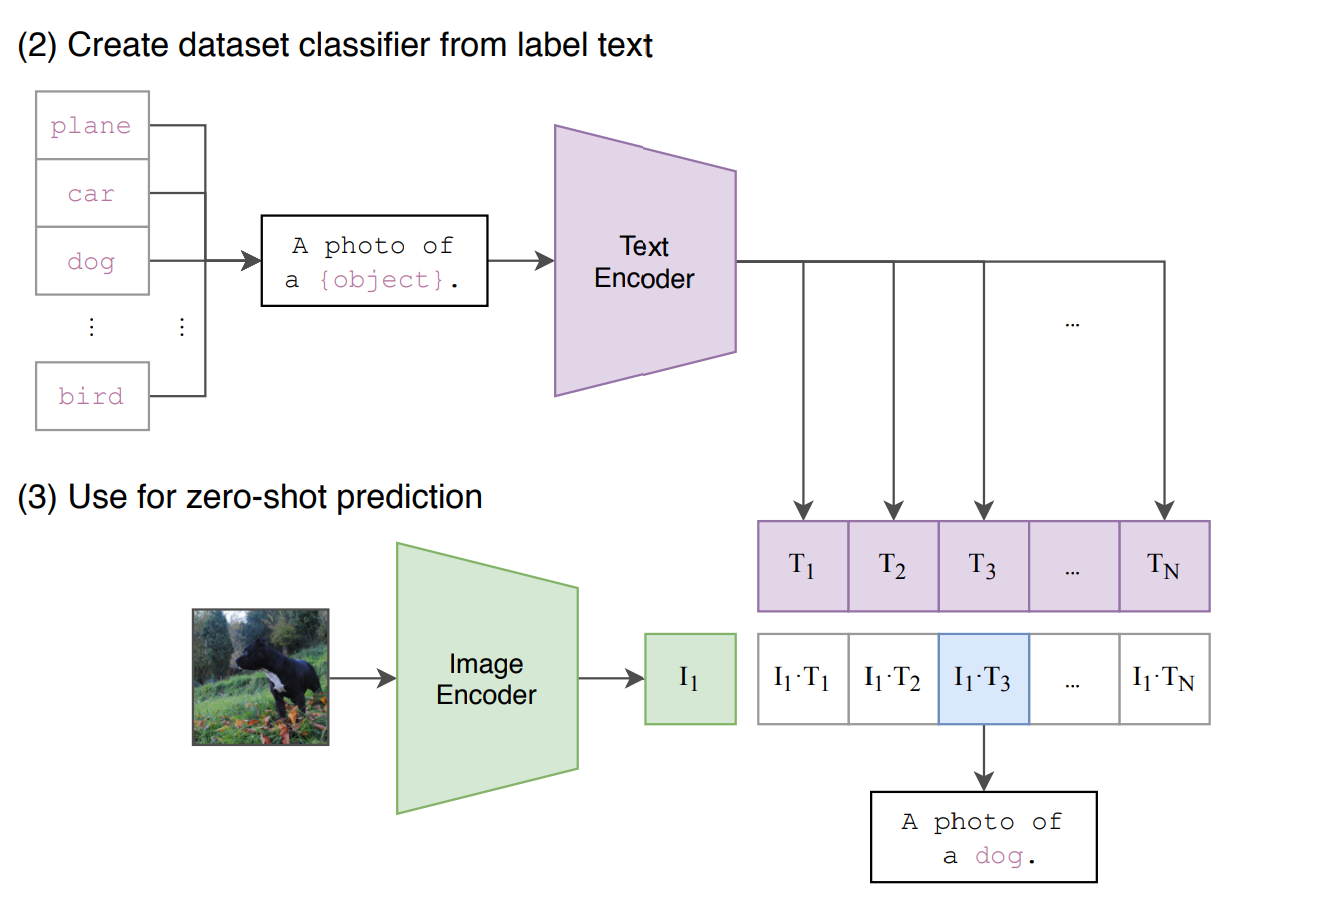 (2) Create dataset classifier from label text
plane
car
dog
⋮ ⋮
bird
A photo of
a {object}.
Text
Encoder
...
(3) Use for zero-shot prediction
T1 T2 T3 ... TN
Image
Encoder
I1
I1·T1 I1·T2 I1·T3 ... I1·TN
A photo of
a dog.